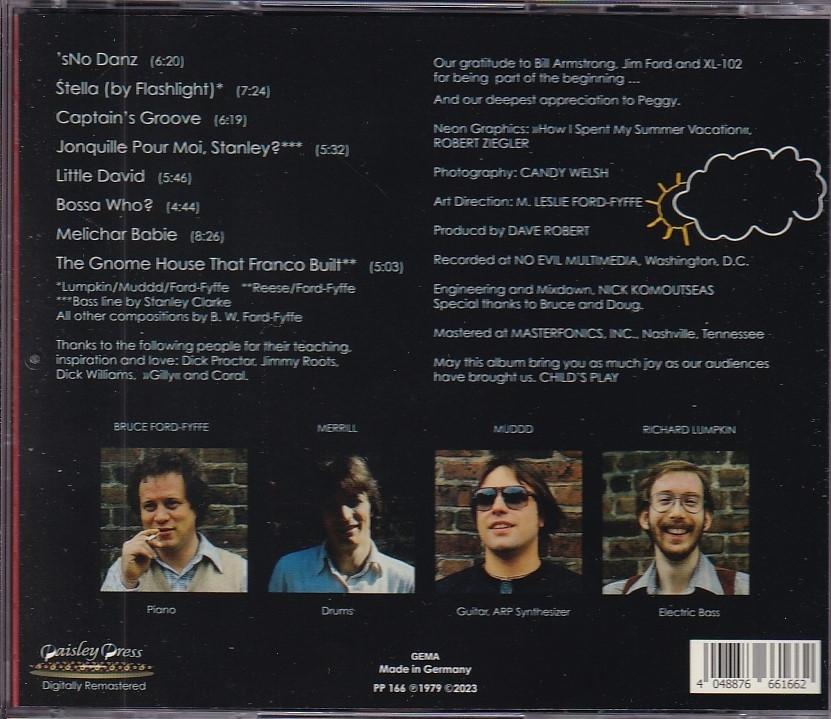 'sNo Danz (6:20)
Stella (by Flashlight)* (7:24)
Captain's Groove (6:19)
Jonquille Pour Moi, Stanley?*** (5:32)
Little David (5:46)
Bossa Who? (4:44)
Melichar Babie (8:26)
The Gnome House That Franco Built** (5:03)
*Lumpkin/Muddd/Ford-Fyffe **Reese/Ford-Fyffe
***Bass line by Stanley Clarke
All other compositions by B. W. Ford-Fyffe
Thanks to the following people for their teaching,
inspiration and love: Dick Proctor, Jimmy Roots,
Dick Williams, »Gilly« and Coral.
Our gratitude to Bill Armstrong, Jim Ford and XL-102
for being part of the beginning ...
And our deepest appreciation to Peggy.
Neon Graphics: »How I Spent My Summer Vacation«,
ROBERT ZIEGLER
Photography: CANDY WELSH
Art Direction: M. LESLIE FORD-FYFFE
Producd by DAVE ROBERT
Recorded at NO EVIL MULTIMEDIA, Washington, D.C.
Engineering and Mixdown, NICK KOMOUTSEAS
Special thanks to Bruce and Doug.
Mastered at MASTERFONICS, INC., Nashville, Tennessee
May this album bring you as much joy as our audiences
have brought us. CHILD'S PLAY
BRUCE FORD-FYFFE MERRILL MUDDD RICHARD LUMPKIN
Piano Drums Guitar, ARP Synthesizer Electric Bass
Paisley Press
Digitally Remastered
GEMA
Made in Germany
PP 166 ℗1979 ©2023
4 048876 661662